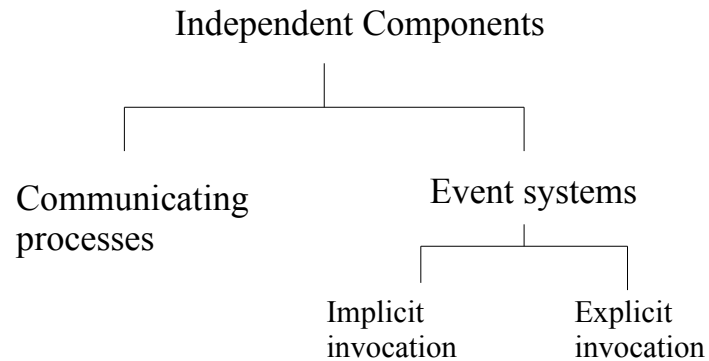 Independent Components
Communicating
processes
Event systems
Implicit
invocation
Explicit
invocation